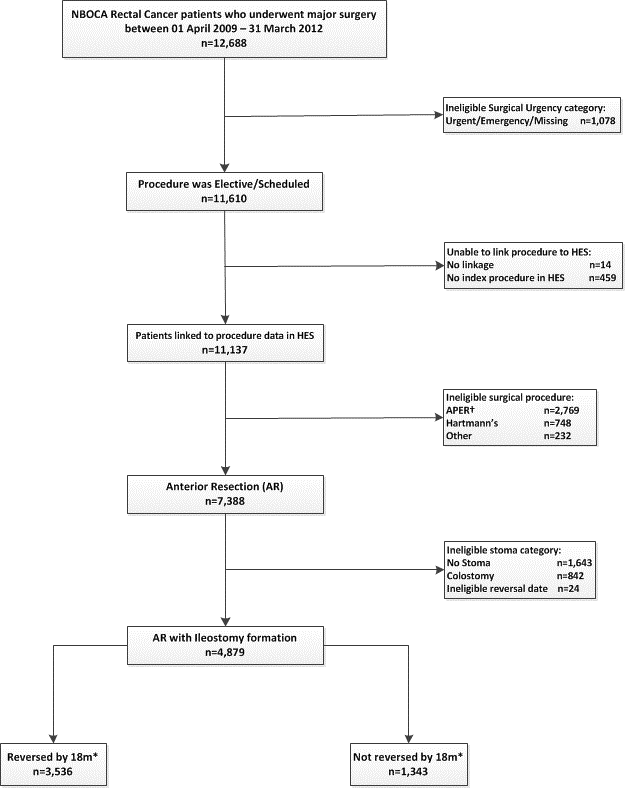 NBOCA Rectal Cancer patients who underwent major surgery
between 01 April 2009 – 31 March 2012
n=12,688
Ineligible Surgical Urgency category:
Urgent/Emergency/Missing n=1,078
Procedure was Elective/Scheduled
n=11,610
Unable to link procedure to HES:
No linkage n=14
No index procedure in HES n=459
Patients linked to procedure data in HES
n=11,137
Ineligible surgical procedure:
APER† n=2,769
Hartmann's n=748
Other n=232
Anterior Resection (AR)
n=7,388
Ineligible stoma category:
No Stoma n=1,643
Colostomy n=842
Ineligible reversal date n=24
AR with Ileostomy formation
n=4,879
Reversed by 18m*
n=3,536
Not reversed by 18m*
n=1,343